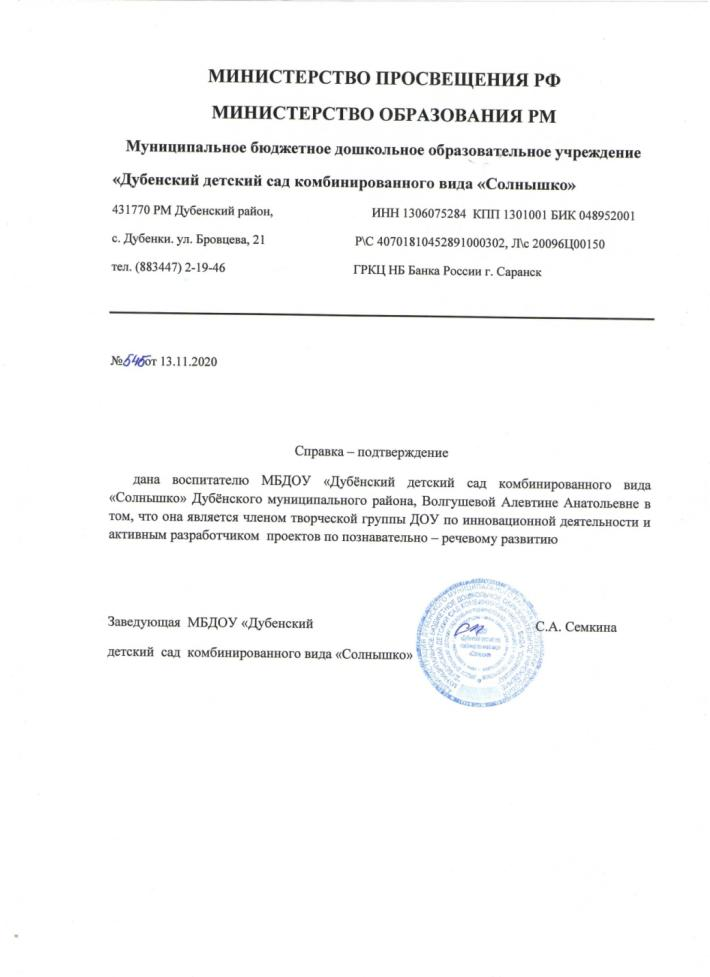 МИНИСТЕРСТВО ПРОСВЕЩЕНИЯ РФ
МИНИСТЕРСТВО ОБРАЗОВАНИЯ РМ
Муниципальное бюджетное дошкольное образовательное учреждение
«Дубенский детский сад комбинированного вида «Солнышко»
431770 РМ Дубенский район, ИНН 1306075284 КПП 1301001 БИК 048952001
с. Дубенки. ул. Бровцева, 21 Р\С 40701810452891000302, Л\с 20096Ц00150
тел. (883447) 2-19-46 ГРКЦ НБ Банка России г. Саранск
№ от 13.11.2020
Справка – подтверждение
дана воспитателю МБДОУ «Дубёнский детский сад комбинированного вида
«Солнышко» Дубёнского муниципального района, Волгушевой Алевтине Анатольевне в
том, что она является членом творческой группы ДОУ по инновационной деятельности и
активным разработчиком проектов по познавательно – речевому развитию
Заведующая МБДОУ «Дубенский С.А. Семкина
детский сад комбинированного вида «Солнышко»